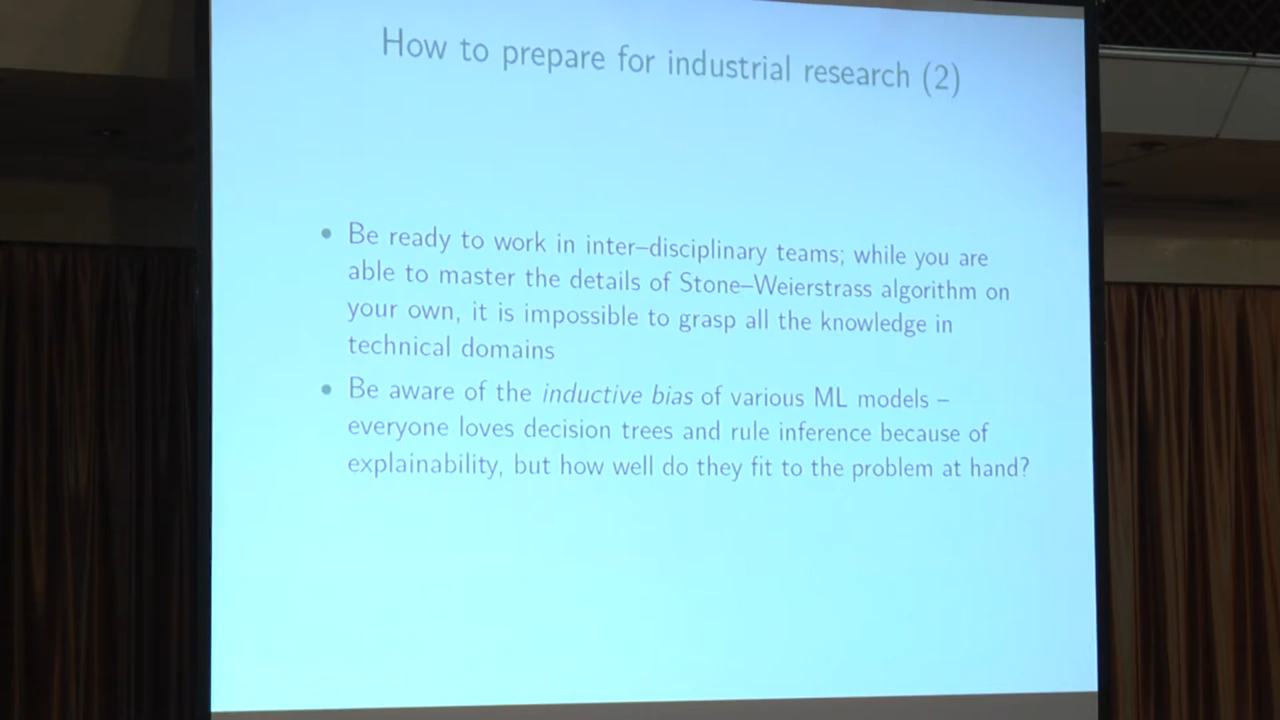 How to prepare for industrial research (2)
• Be ready to work in inter–disciplinary teams; while you are
able to master the details of Stone–Weierstrass algorithm on
your own, it is impossible to grasp all the knowledge in
technical domains
• Be aware of the inductive bias of various ML models –
everyone loves decision trees and rule inference because of
explainability, but how well do they fit to the problem at hand?